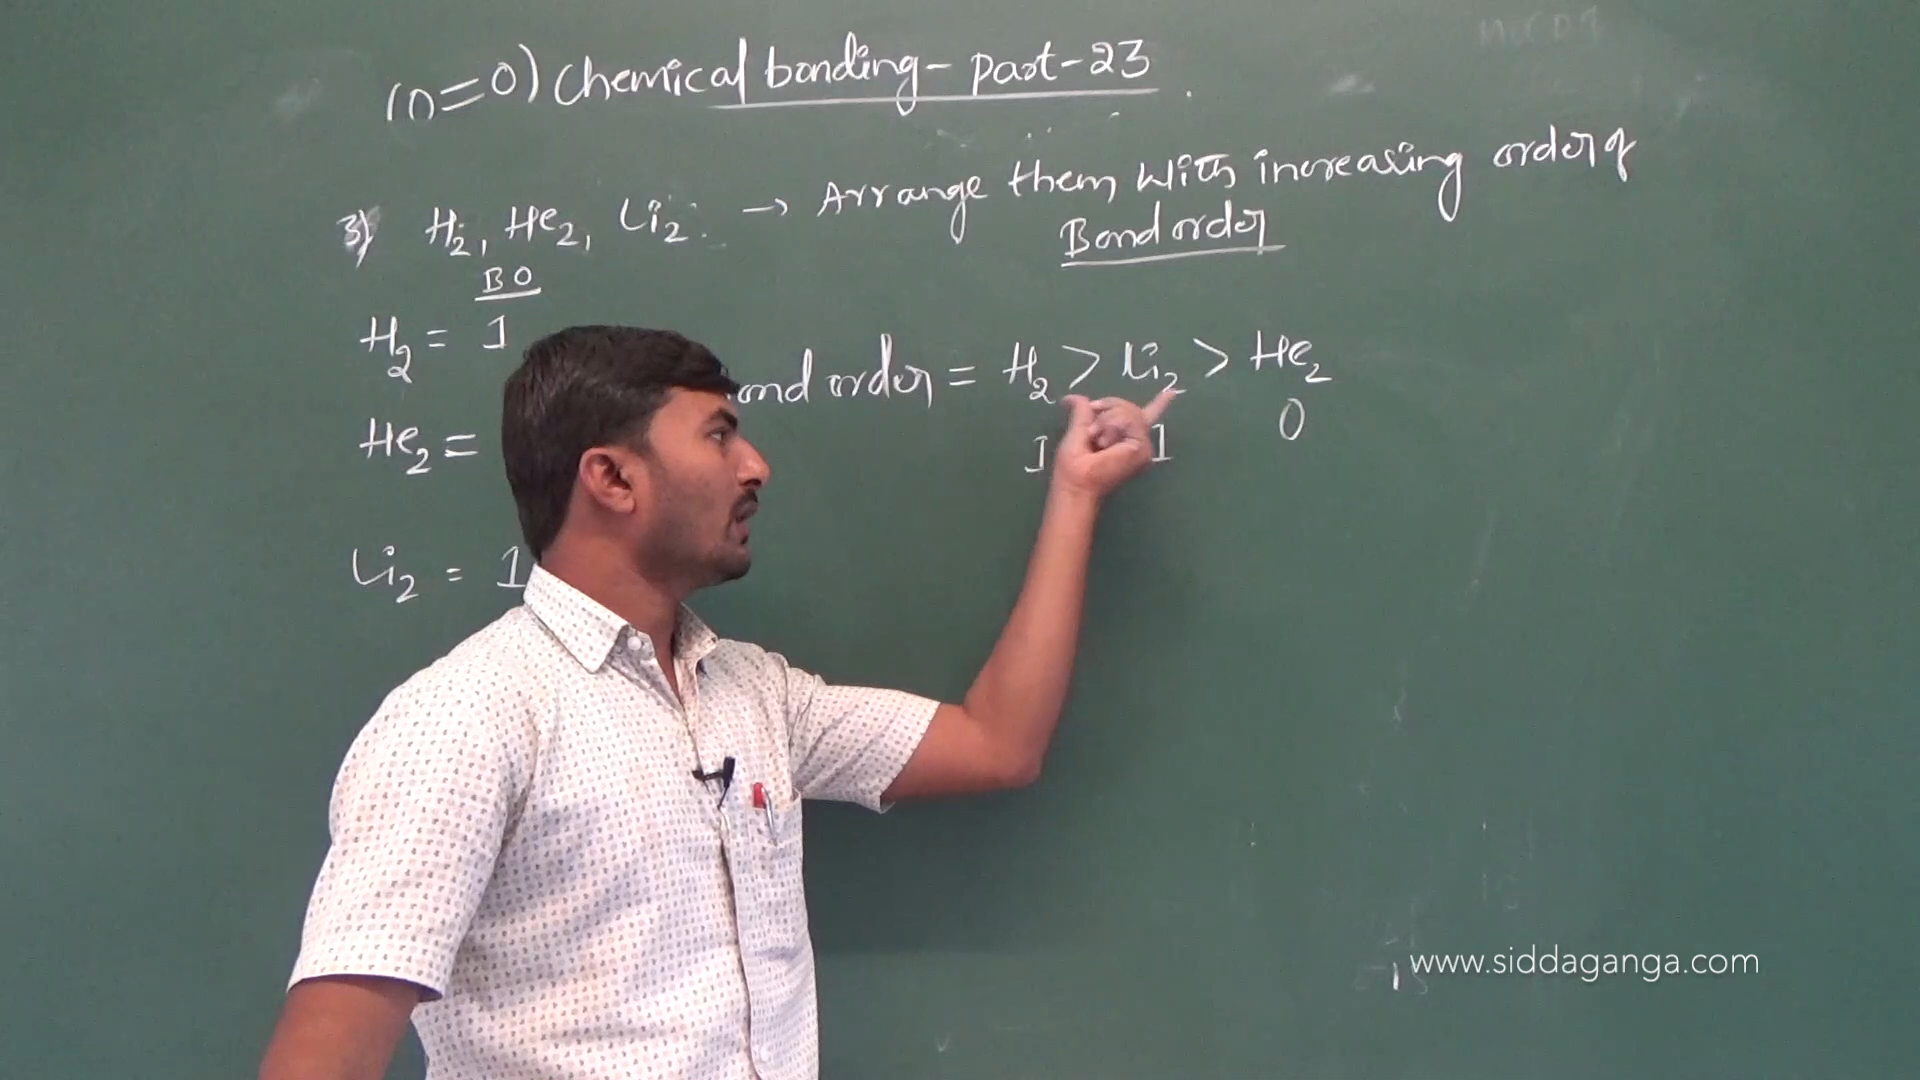 (n=0) Chemical bonding - part-23
3) H2, He2, Li2. → Arrange them with increasing order of
Bond order
BO
H2 = 1
ond order = H2 > Li2 > He2
1 1 0
He2 =
Li2 = 1
www.siddaganga.com